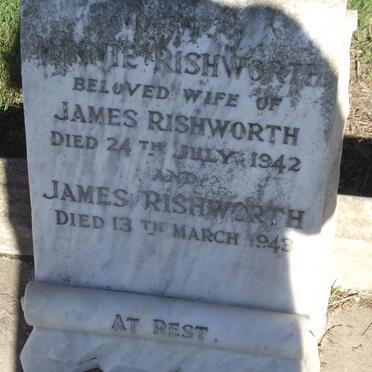 RISHWORTH
BELOVED WIFE OF
JAMES RISHWORTH
DIED 24TH JULY 1942
AND
JAMES RISHWORTH
DIED 13TH MARCH 1943
AT REST.